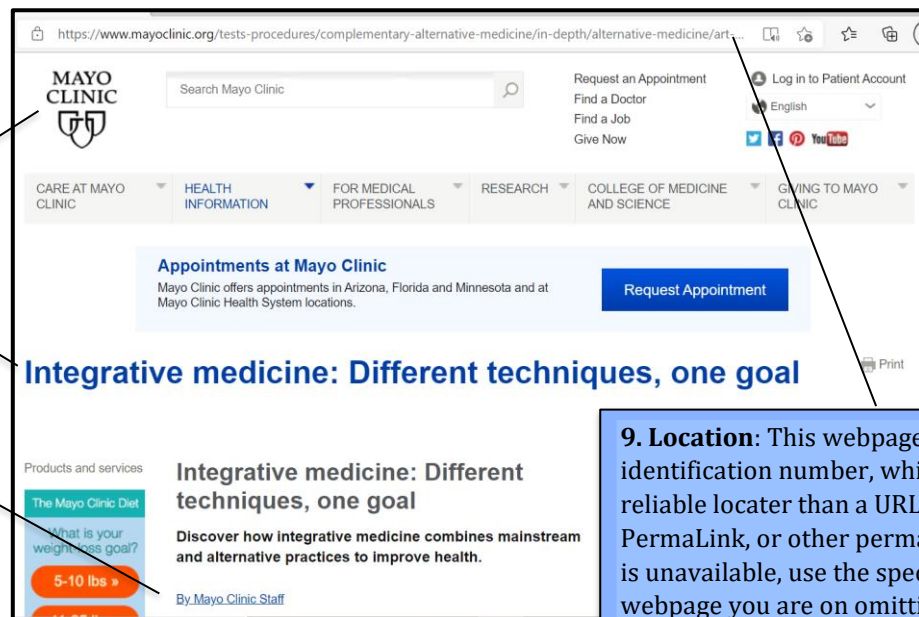 https://www.mayoclinic.org/tests-procedures/complementary-alternative-medicine/in-depth/alternative-medicine/art-...
MAYO
CLINIC
Search Mayo Clinic
Request an Appointment
Find a Doctor
Find a Job
Give Now
Log in to Patient Account
English
You Tube
CARE AT MAYO
CLINIC
HEALTH
INFORMATION
FOR MEDICAL
PROFESSIONALS
RESEARCH
COLLEGE OF MEDICINE
AND SCIENCE
GIVING TO MAYO
CLINIC
Appointments at Mayo Clinic
Mayo Clinic offers appointments in Arizona, Florida and Minnesota and at
Mayo Clinic Health System locations.
Request Appointment
Integrative medicine: Different techniques, one goal
Print
Products and services
The Mayo Clinic Diet
What is your
weight-loss goal?
5-10 lbs »
Integrative medicine: Different
techniques, one goal
Discover how integrative medicine combines mainstream
and alternative practices to improve health.
By Mayo Clinic Staff
9. Location: This webpage
identification number, whi
reliable locater than a URL
PermaLink, or other perma
is unavailable, use the spec
webpage you are on omitti